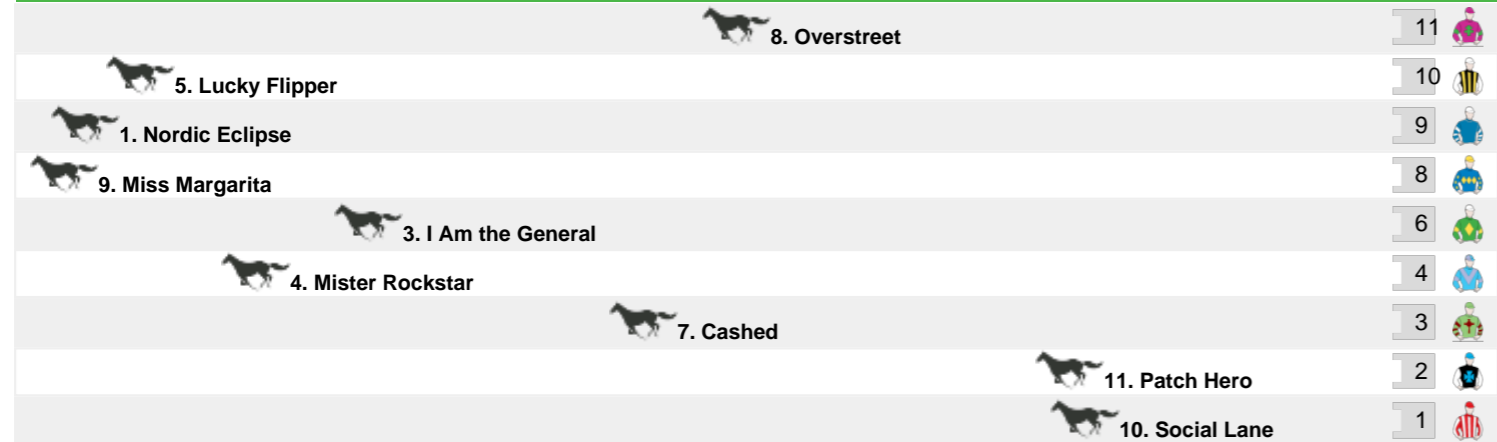 8. Overstreet 11
5. Lucky Flipper 10
1. Nordic Eclipse 9
9. Miss Margarita 8
3. I Am the General 6
4. Mister Rockstar 4
7. Cashed 3
11. Patch Hero 2
10. Social Lane 1